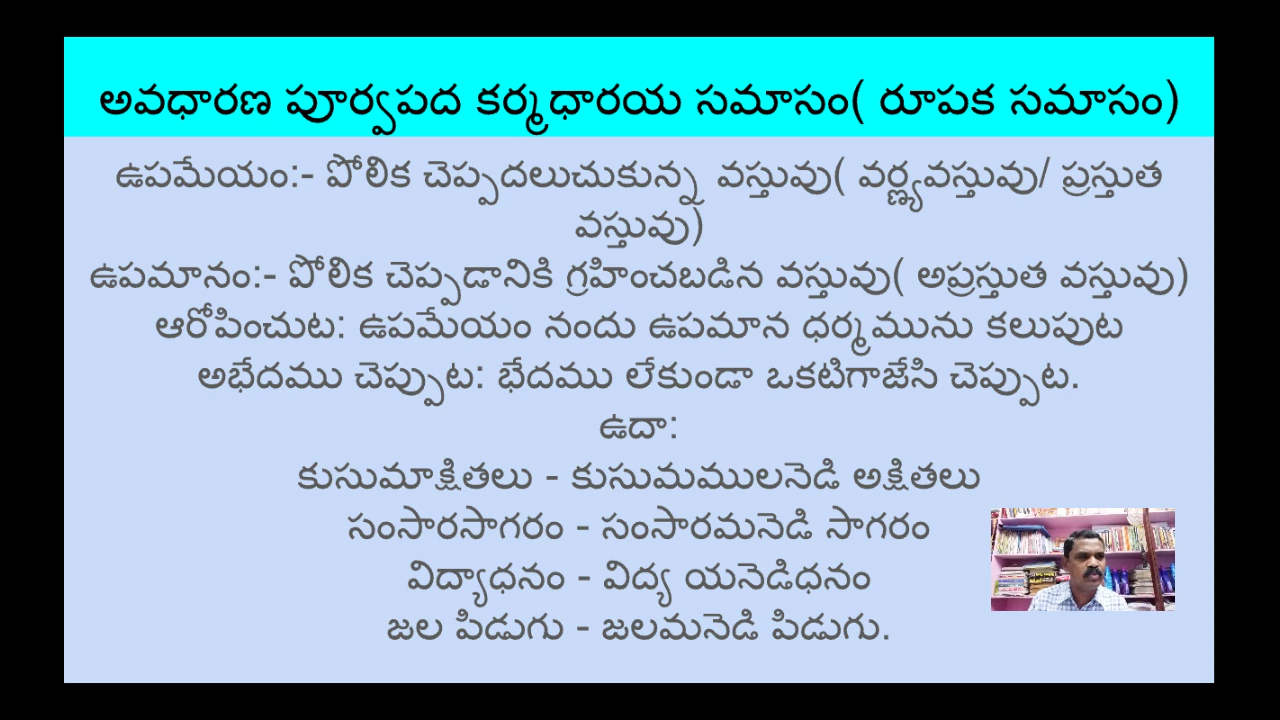 అవధారణ పూర్వపద కర్మధారయ సమాసం( రూపక సమాసం)
ఉపమేయం:- పోలిక చెప్పదలుచుకున్న వస్తువు( వర్ణ్యవస్తువు/ ప్రస్తుత
వస్తువు)
ఉపమానం:- పోలిక చెప్పడానికి గ్రహించబడిన వస్తువు( అప్రస్తుత వస్తువు)
ఆరోపించుట: ఉపమేయం నందు ఉపమాన ధర్మమును కలుపుట
అభేదము చెప్పుట: భేదము లేకుండా ఒకటిగాజేసి చెప్పుట.
ఉదా:
కుసుమాక్షితలు - కుసుమములనెడి అక్షితలు
సంసారసాగరం - సంసారమనెడి సాగరం
విద్యాధనం - విద్య యనెడిధనం
జల పిడుగు - జలమనెడి పిడుగు.